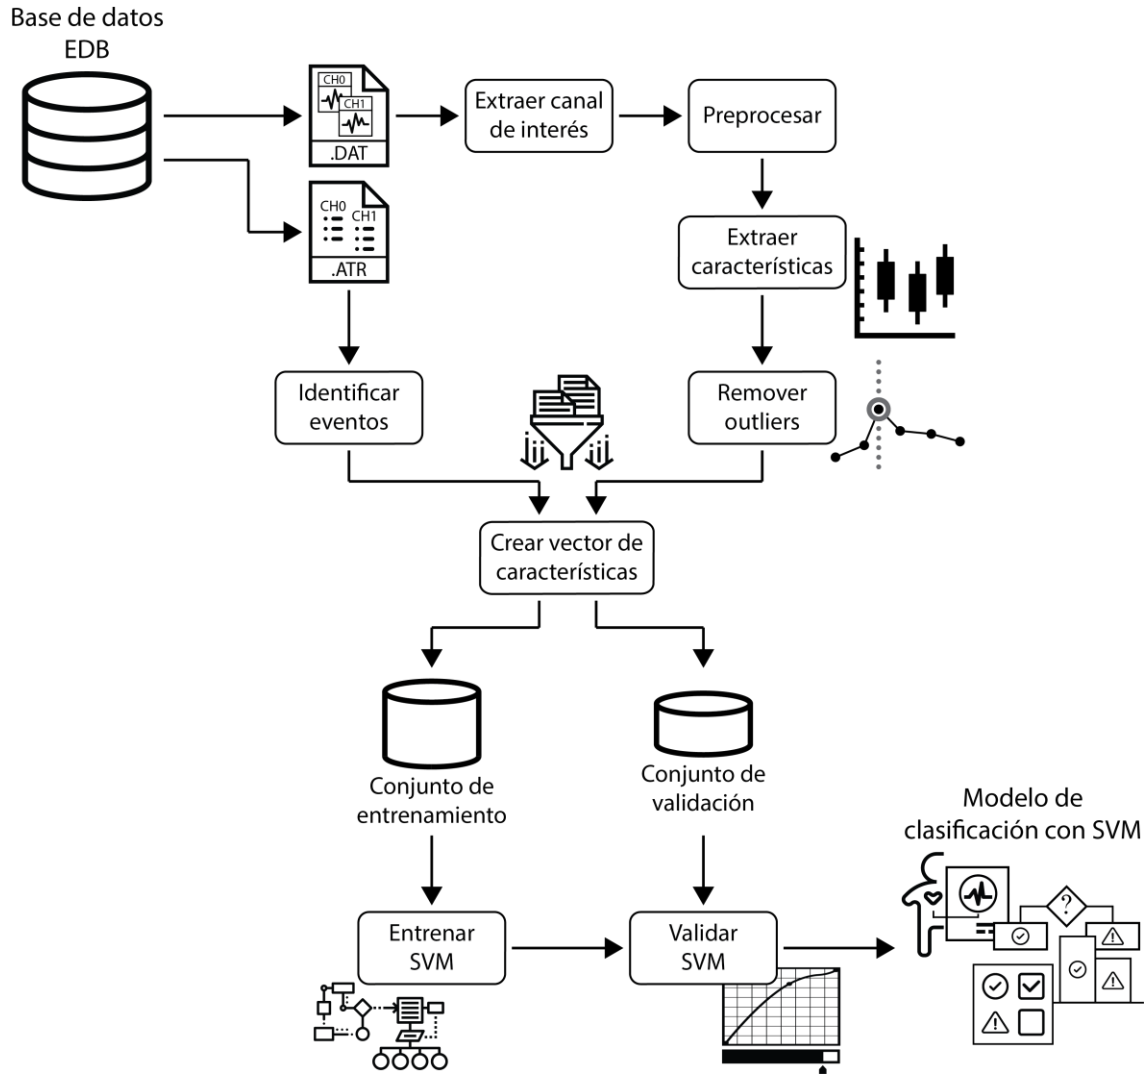 Base de datos
EDB
CH0
CH1
.DAT
Extraer canal
de interés
Preprocesar
CH0
CH1
.ATR
Extraer
características
Identificar
eventos
Remover
outliers
Crear vector de
características
Conjunto de
entrenamiento
Conjunto de
validación
Modelo de
clasificación con SVM
?
Entrenar
SVM
Validar
SVM